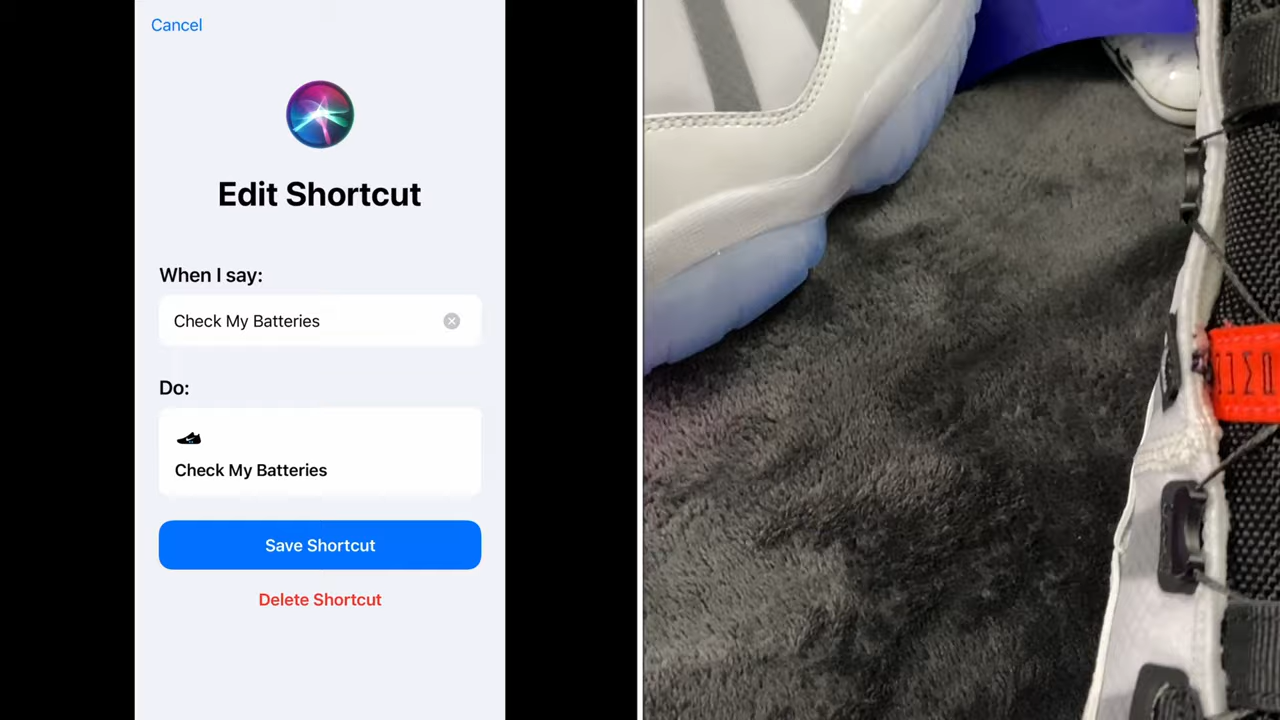 Cancel
Edit Shortcut
When I say:
Check My Batteries
Do:
Check My Batteries
Save Shortcut
Delete Shortcut